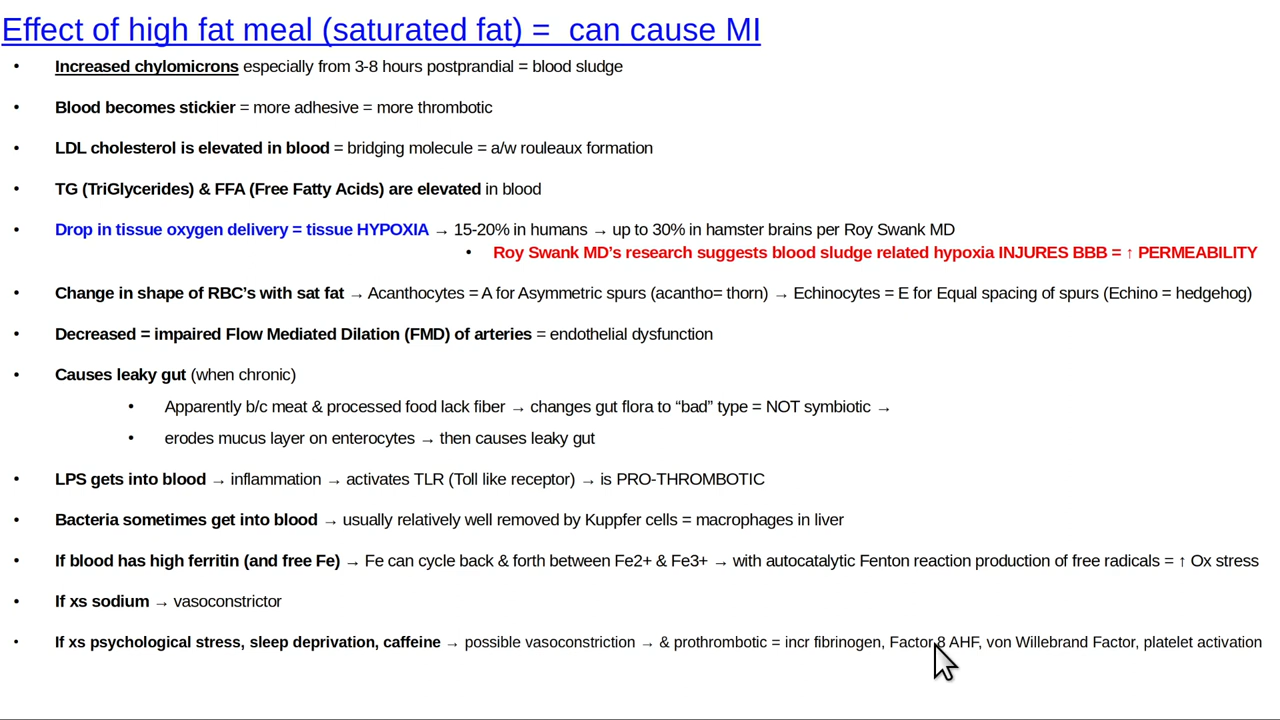 Effect of high fat meal (saturated fat) =  can cause MI
• Increased chylomicrons especially from 3-8 hours postprandial = blood sludge
• Blood becomes stickier = more adhesive = more thrombotic
• LDL cholesterol is elevated in blood = bridging molecule = a/w rouleaux formation
• TG (TriGlycerides) & FFA (Free Fatty Acids) are elevated in blood
• Drop in tissue oxygen delivery = tissue HYPOXIA → 15-20% in humans → up to 30% in hamster brains per Roy Swank MD
• Roy Swank MD’s research suggests blood sludge related hypoxia INJURES BBB = ↑ PERMEABILITY
• Change in shape of RBC’s with sat fat → Acanthocytes = A for Asymmetric spurs (acantho= thorn) → Echinocytes = E for Equal spacing of spurs (Echino = hedgehog)
• Decreased = impaired Flow Mediated Dilation (FMD) of arteries = endothelial dysfunction
• Causes leaky gut (when chronic)
• Apparently b/c meat & processed food lack fiber → changes gut flora to “bad” type = NOT symbiotic →
• erodes mucus layer on enterocytes → then causes leaky gut
• LPS gets into blood → inflammation → activates TLR (Toll like receptor) → is PRO-THROMBOTIC
• Bacteria sometimes get into blood → usually relatively well removed by Kuppfer cells = macrophages in liver
• If blood has high ferritin (and free Fe) → Fe can cycle back & forth between Fe2+ & Fe3+ → with autocatalytic Fenton reaction production of free radicals = ↑ Ox stress
• If xs sodium → vasoconstrictor
• If xs psychological stress, sleep deprivation, caffeine → possible vasoconstriction → & prothrombotic = incr fibrinogen, Factor 8 AHF, von Willebrand Factor, platelet activation